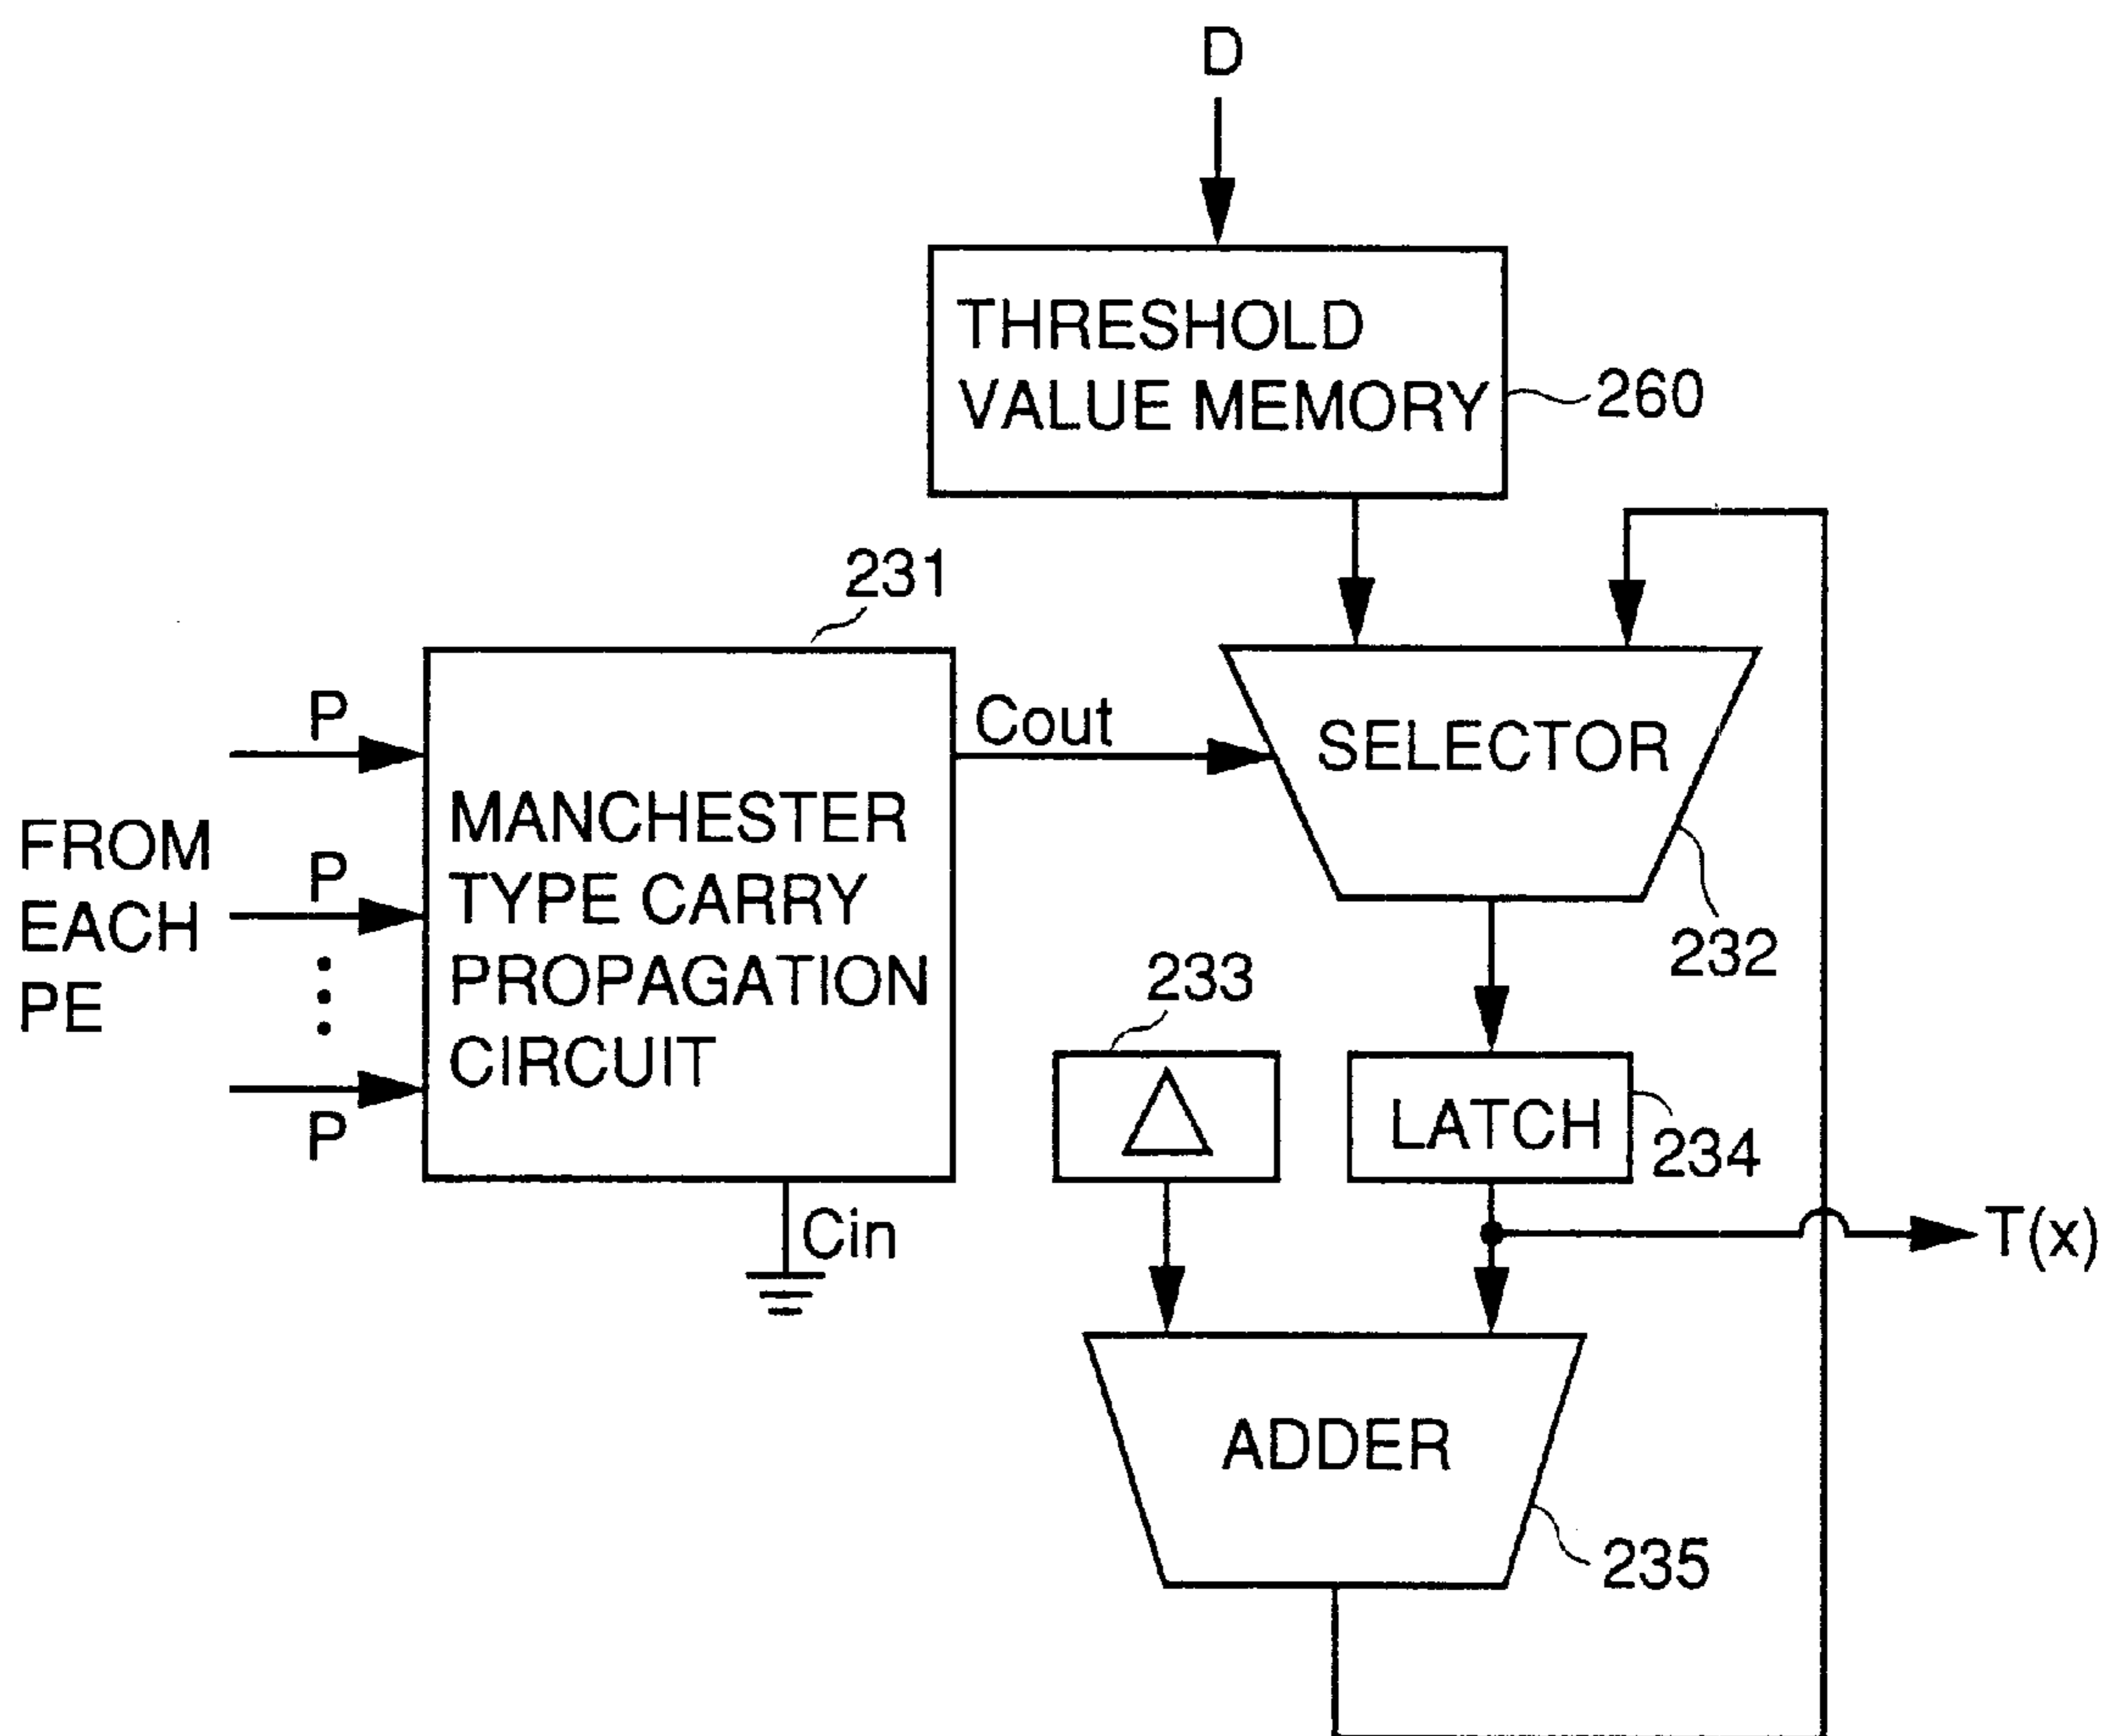 D
THRESHOLD
VALUE MEMORY
260
231
P
Cout
SELECTOR
FROM
EACH
PE
P
P
MANCHESTER
TYPE CARRY
PROPAGATION
CIRCUIT
232
233
LATCH
234
Cin
T(x)
ADDER
235